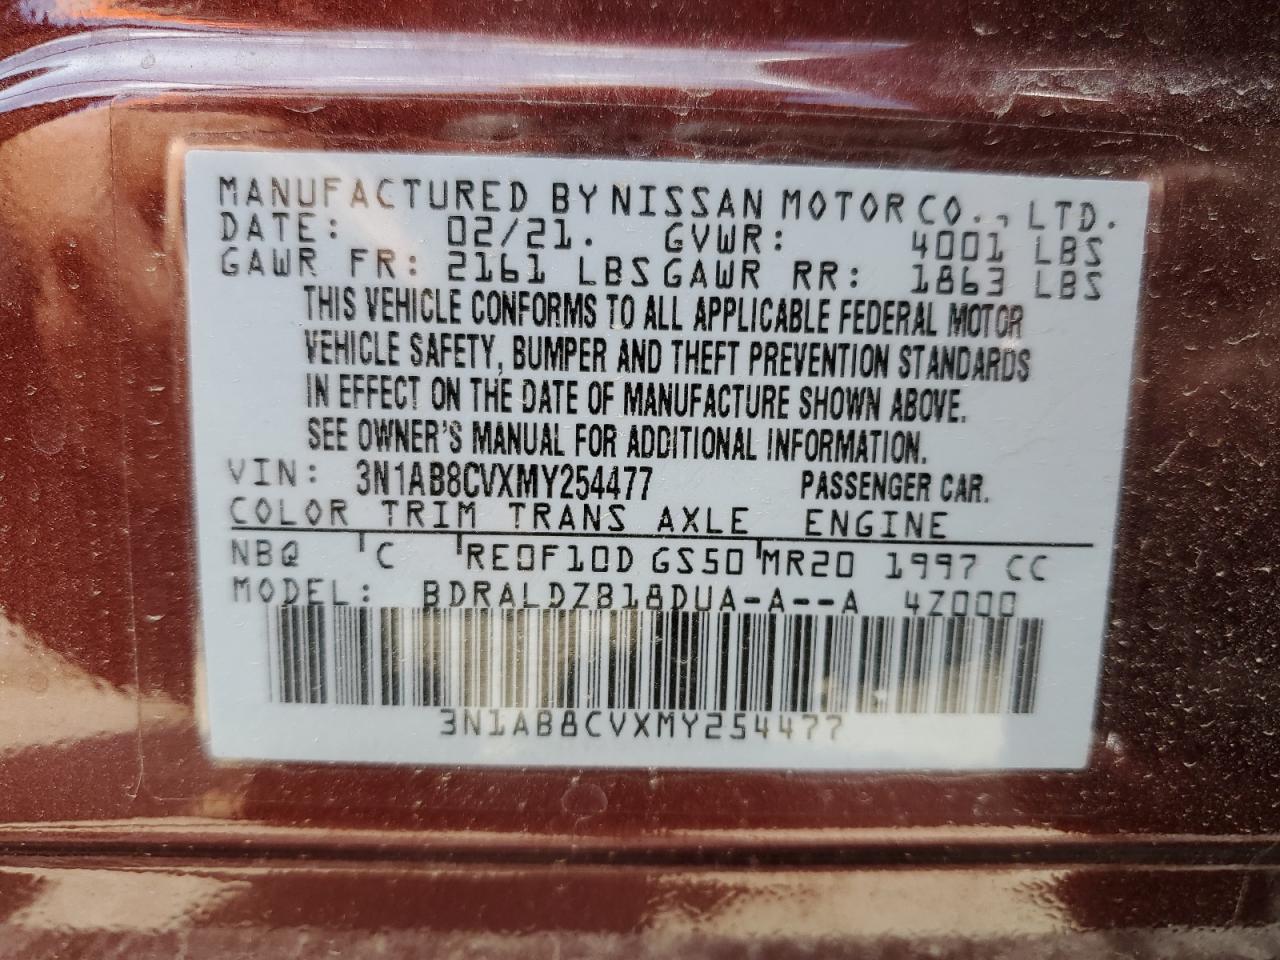 MANUFACTURED BY NISSAN MOTOR CO., LTD.
DATE: 02/21. GVWR: 4001 LBS
GAWR FR: 2161 LBS GAWR RR: 1863 LBS
THIS VEHICLE CONFORMS TO ALL APPLICABLE FEDERAL MOTOR
VEHICLE SAFETY, BUMPER AND THEFT PREVENTION STANDARDS
IN EFFECT ON THE DATE OF MANUFACTURE SHOWN ABOVE.
SEE OWNER'S MANUAL FOR ADDITIONAL INFORMATION.
VIN: 3N1AB8CVXMY254477 PASSENGER CAR.
COLOR TRIM TRANS AXLE ENGINE
NBQ C RE0F10D GS50 MR20 1997 CC
MODEL: BDRALDZB18DUA-A--A 4Z000
3N1AB8CVXMY254477